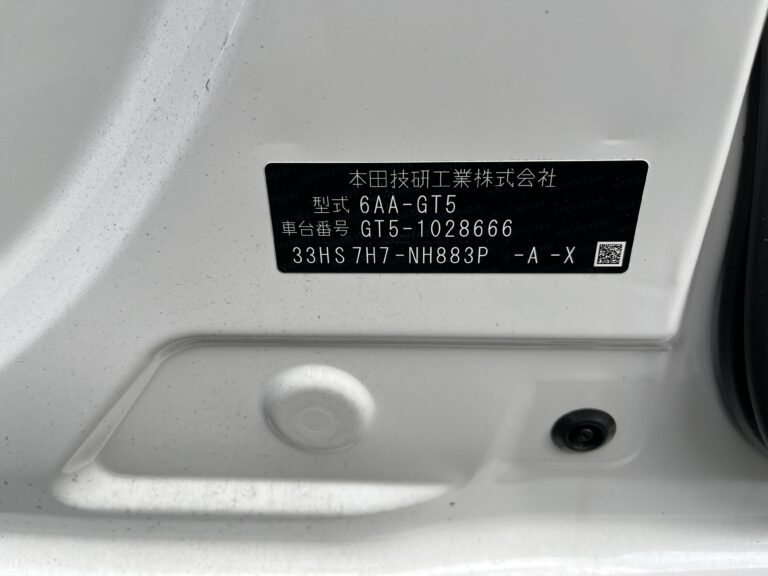 本田技研工業株式会社
型式 6AA-GT5
車台番号 GT5-1028666
33HS 7H7-NH883P -A -X